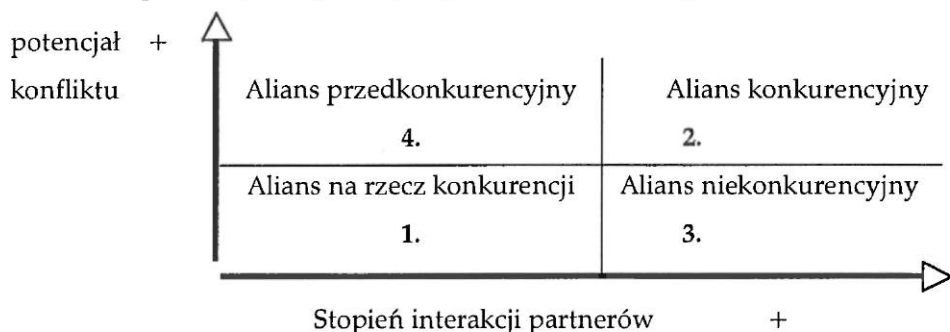 potencjał +
konfliktu
Alians przedkonkurencyjny
Alians konkurencyjny
4.
2.
Alians na rzecz konkurencji
Alians niekonkurencyjny
1.
3.
Stopień interakcji partnerów +